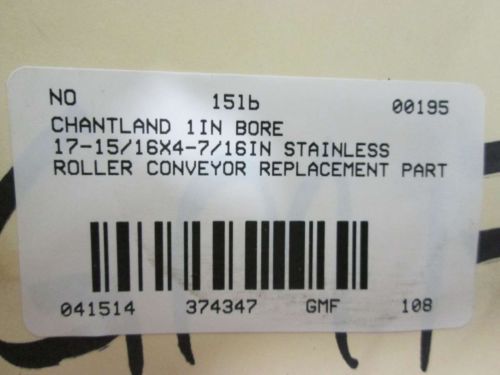 NO 15lb 00195
CHANTLAND 1IN BORE
17-15/16X4-7/16IN STAINLESS
ROLLER CONVEYOR REPLACEMENT PART
041514 374347 GMF 108